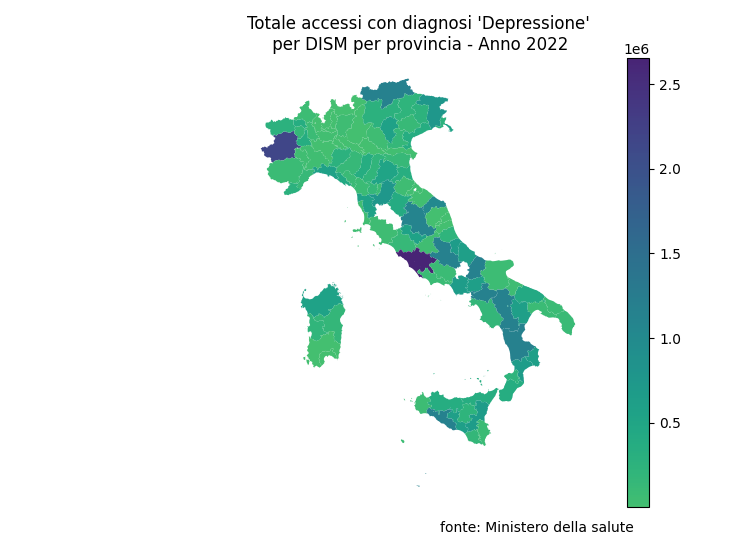 Totale accessi con diagnosi 'Depressione'
per DISM per provincia - Anno 2022
1e6
2.5
2.0
1.5
1.0
0.5
fonte: Ministero della salute